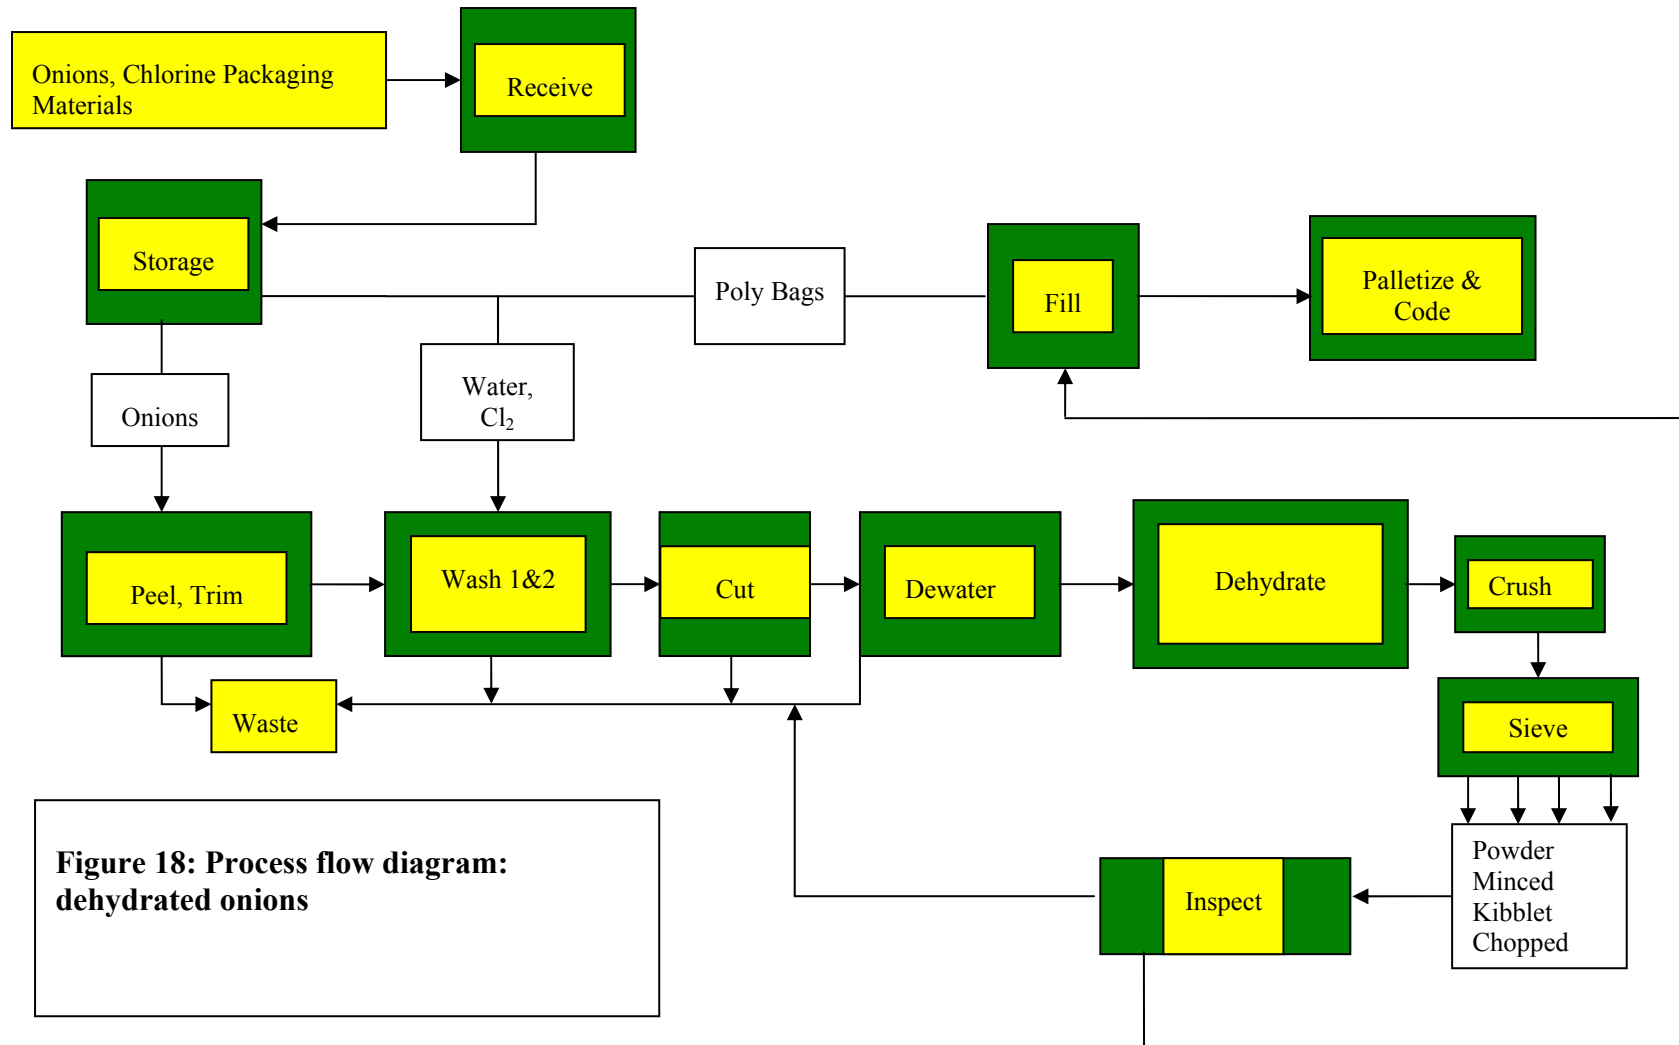 Onions, Chlorine Packaging
Materials
Receive
Storage
Poly Bags
Fill
Palletize &
Code
Onions
Water,
Cl₂
Peel, Trim
Wash 1&2
Cut
Dewater
Dehydrate
Crush
Waste
Sieve
Figure 18: Process flow diagram:
dehydrated onions
Inspect
Powder
Minced
Kibblet
Chopped